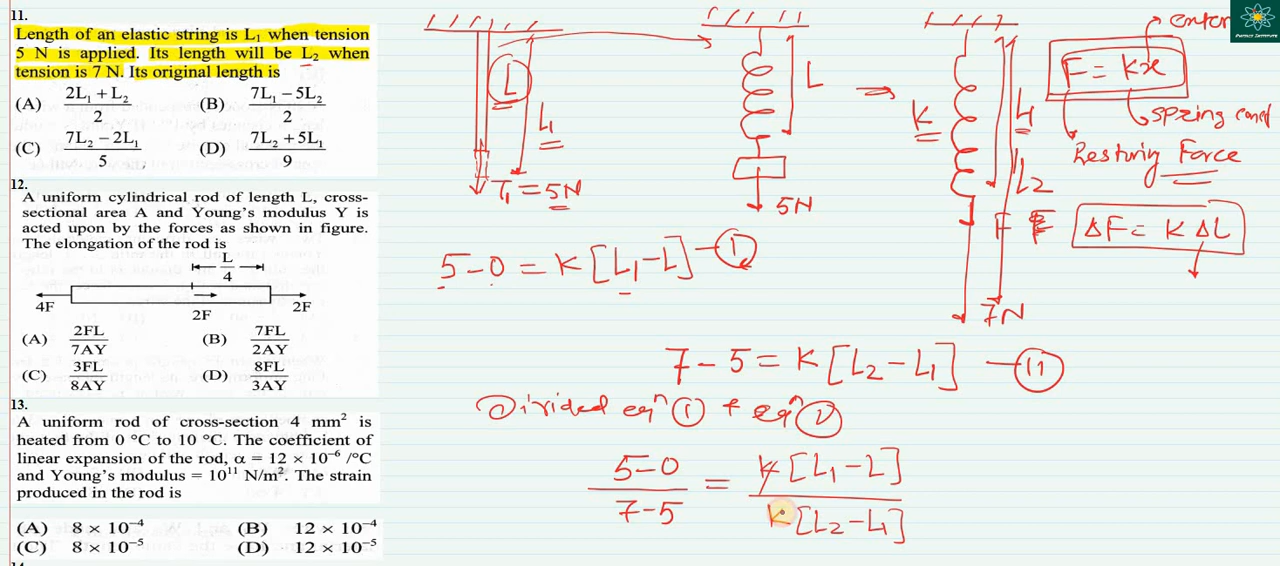 11.
Length of an elastic string is L₁ when tension
5 N is applied. Its length will be L₂ when
tension is 7 N. Its original length is
(A) (2L₁ + L₂)/2 (B) (7L₁ − 5L₂)/2
(C) (7L₂ − 2L₁)/5 (D) (7L₂ + 5L₁)/9
12.
A uniform cylindrical rod of length L, cross-
sectional area A and Young's modulus Y is
acted upon by the forces as shown in figure.
The elongation of the rod is
L/4
4F 2F 2F
(A) 2FL/7AY (B) 7FL/2AY
(C) 3FL/8AY (D) 8FL/3AY
13.
A uniform rod of cross-section 4 mm² is
heated from 0 °C to 10 °C. The coefficient of
linear expansion of the rod, α = 12 × 10⁻⁶ /°C
and Young's modulus = 10¹¹ N/m². The strain
produced in the rod is
(A) 8 × 10⁻⁴ (B) 12 × 10⁻⁴
(C) 8 × 10⁻⁵ (D) 12 × 10⁻⁵
L
L₁
T₁ = 5N
L
5N
K
L₁
L₂
F
7N
F = Kx
Restoring Force
ΔF = K ΔL
5−0 = K[L₁−L] —①
7−5 = K[L₂−L₁] —(11)
Divided eqⁿ ① & eqⁿ
(5−0)/(7−5) = K[L₁−L]/K[L₂−L₁]